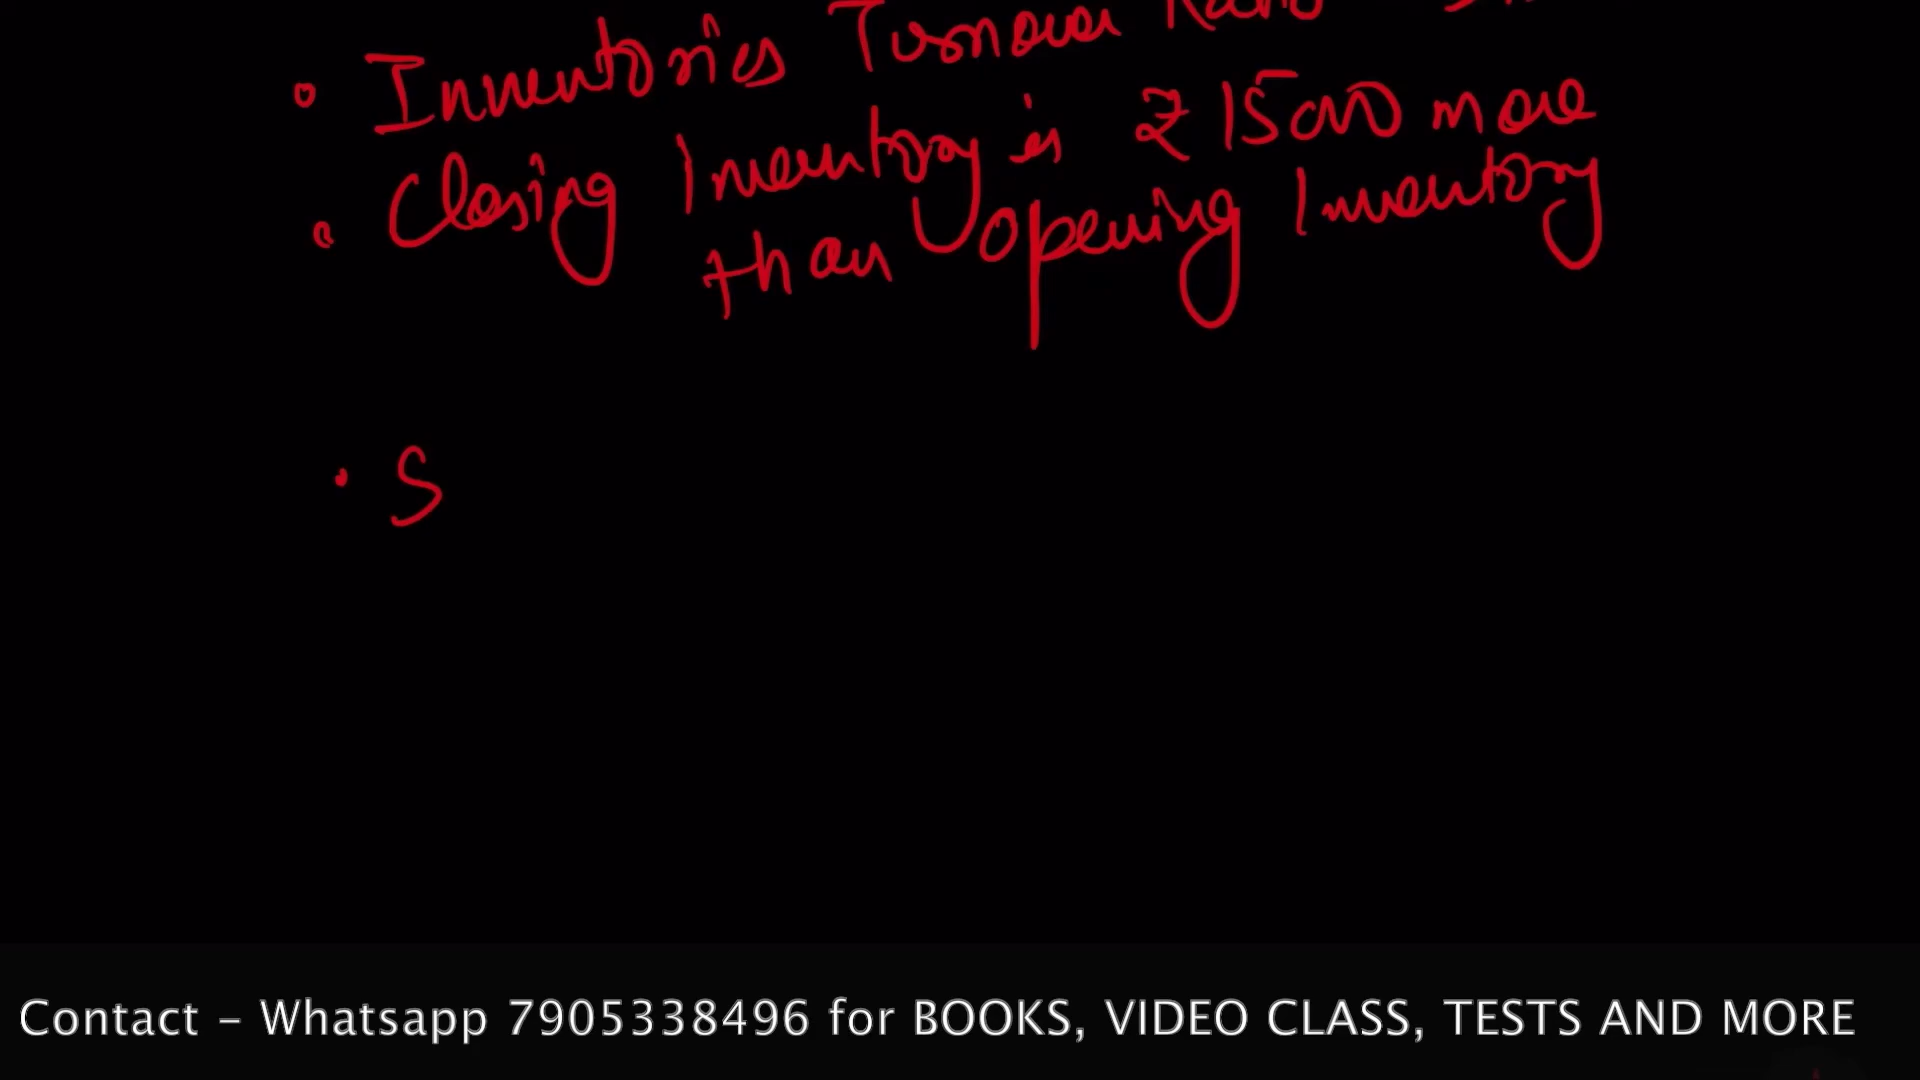 • Inventories Turnover Ratio
• Closing Inventory is ₹ 15000 more
than opening Inventory
• S
Contact – Whatsapp 7905338496 for BOOKS, VIDEO CLASS, TESTS AND MORE